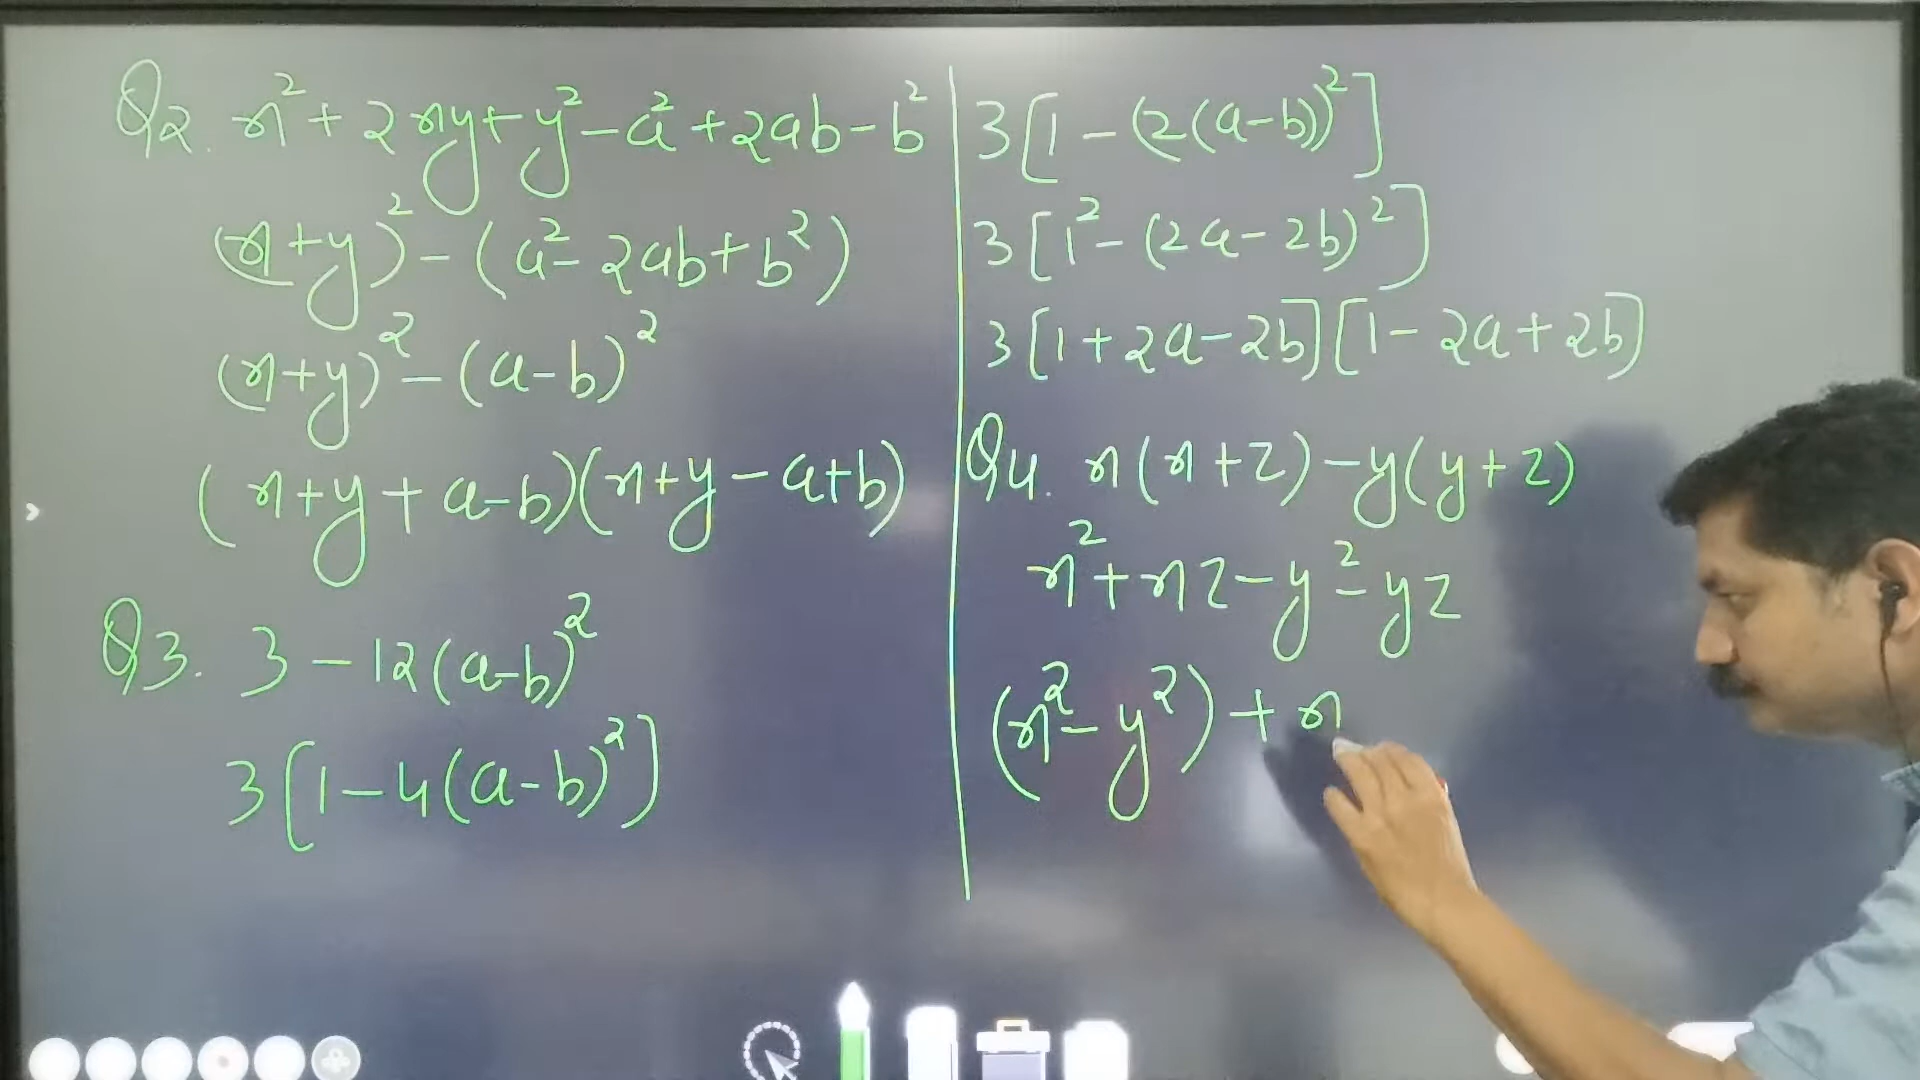 Q2. x² + 2xy + y² - a² + 2ab - b²
(x+y)² - (a² - 2ab + b²)
(x+y)² - (a-b)²
(x+y+a-b)(x+y-a+b)
Q3. 3 - 12(a-b)²
3[1-4(a-b)²]
3[1-(2(a-b))²]
3[1²-(2a-2b)²]
3[1+2a-2b][1-2a+2b]
Q4. x(x+z)-y(y+z)
x²+xz-y²-yz
(x²-y²)+x